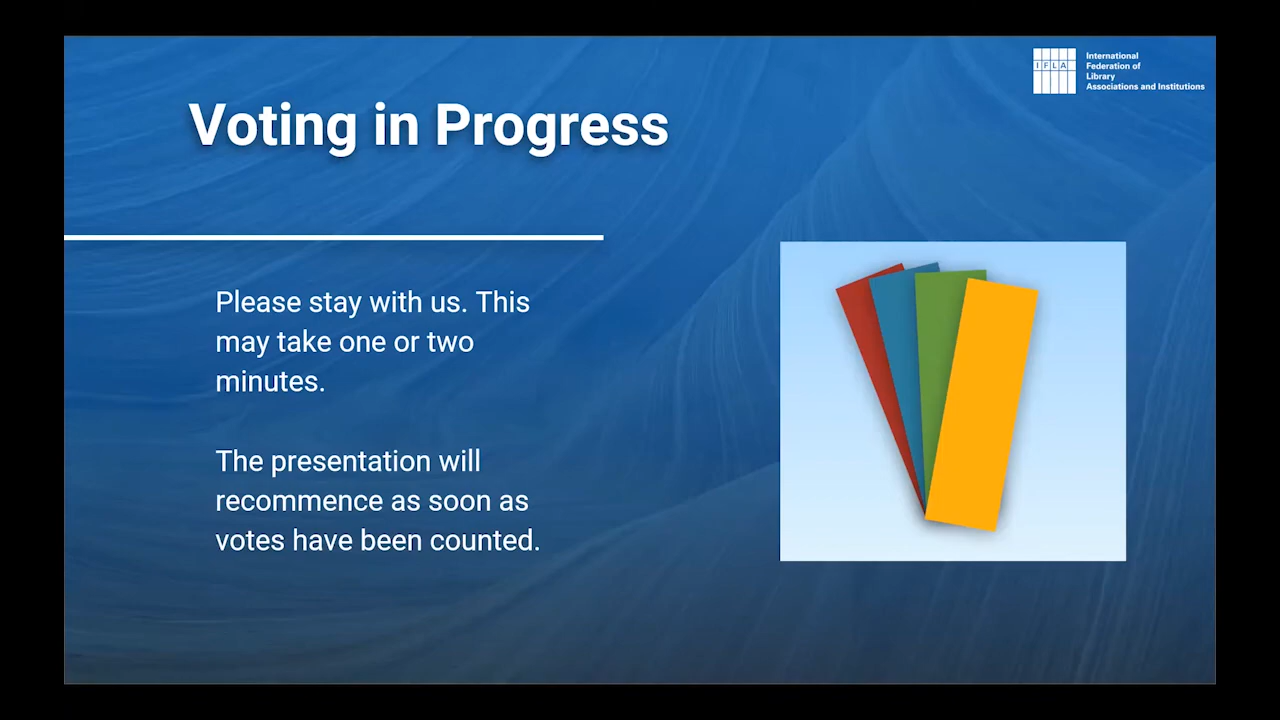 International
Federation of
Library
Associations and Institutions
IFLA
Voting in Progress
Please stay with us. This
may take one or two
minutes.
The presentation will
recommence as soon as
votes have been counted.